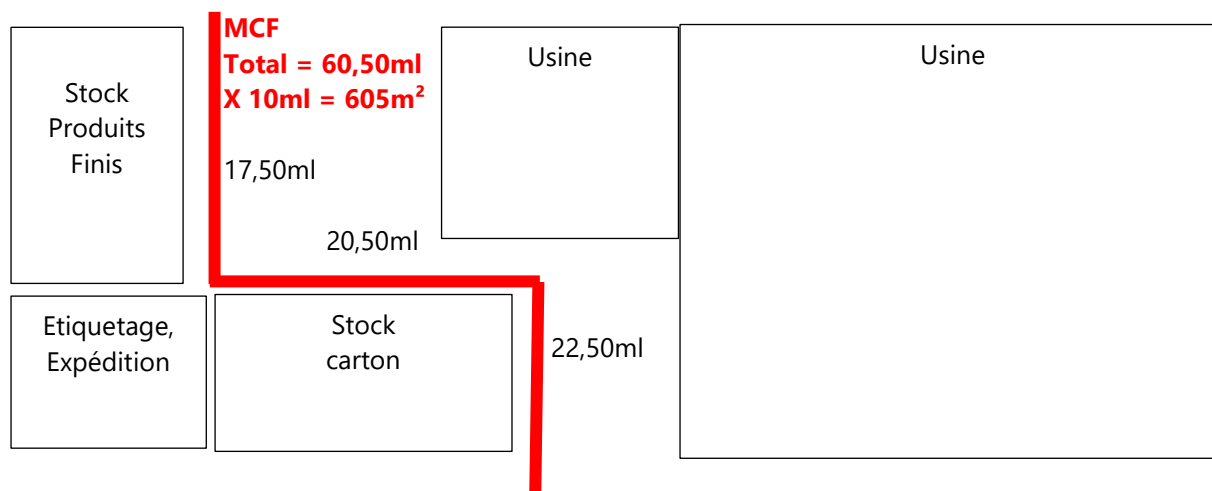 MCF
Total = 60,50ml
X 10ml = 605m²
Usine
Usine
Stock
Produits
Finis
17,50ml
20,50ml
Etiquetage,
Expédition
Stock
carton
22,50ml